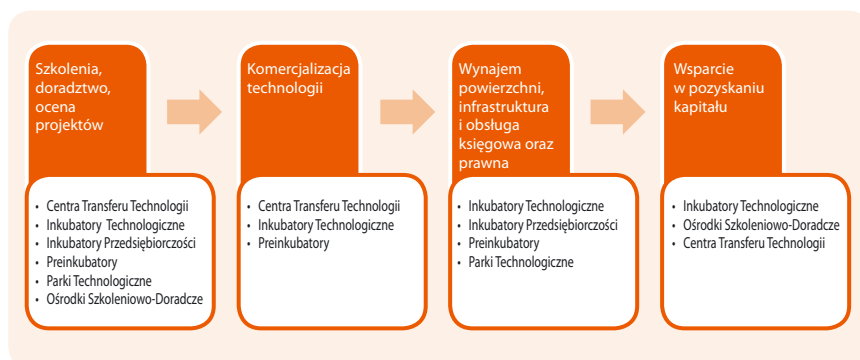 Szkolenia,
doradztwo,
ocena
projektów
• Centra Transferu Technologii
• Inkubatory Technologiczne
• Inkubatory Przedsiębiorczości
• Preinkubatory
• Parki Technologiczne
• Ośrodki Szkoleniowo-Doradcze
Komercjalizacja
technologii
• Centra Transferu Technologii
• Inkubatory Technologiczne
• Preinkubatory
Wynajem
powierzchni,
infrastruktura
i obsługa
księgowa oraz
prawna
• Inkubatory Technologiczne
• Inkubatory Przedsiębiorczości
• Preinkubatory
• Parki Technologiczne
Wsparcie
w pozyskaniu
kapitału
• Inkubatory Technologiczne
• Ośrodki Szkoleniowo-Doradcze
• Centra Transferu Technologii